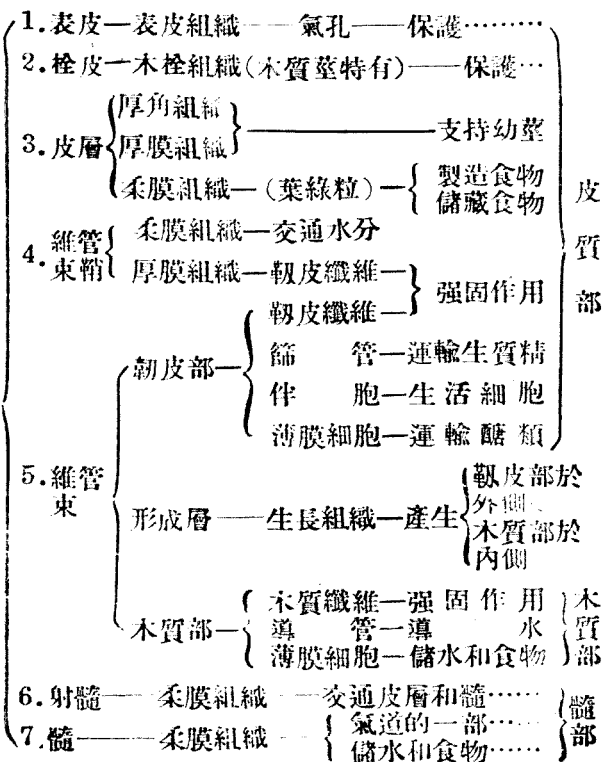 1.表皮—表皮組織——氣孔——保護………
2.栓皮—木栓組織(木質莖特有)——保護…
3.皮層
厚角組織
厚膜組織
支持幼莖
柔膜組織—(葉綠粒)—
製造食物
儲藏食物
皮質部
4.維管束鞘
柔膜組織—交通水分
厚膜組織—靱皮纖維—
强固作用
5.維管束
韌皮部—
靱皮纖維—
篩管—運輸生質精
伴胞—生活細胞
薄膜細胞—運輸醣類
形成層——生長組織—產生
靱皮部於
外側
木質部於
內側
木質部—
木質纖維—强固作用
導管—導水
薄膜細胞—儲水和食物
木質部
6.射髓——柔膜組織——交通皮層和髓……
7.髓——柔膜組織
氣道的一部……
儲水和食物……
髓部